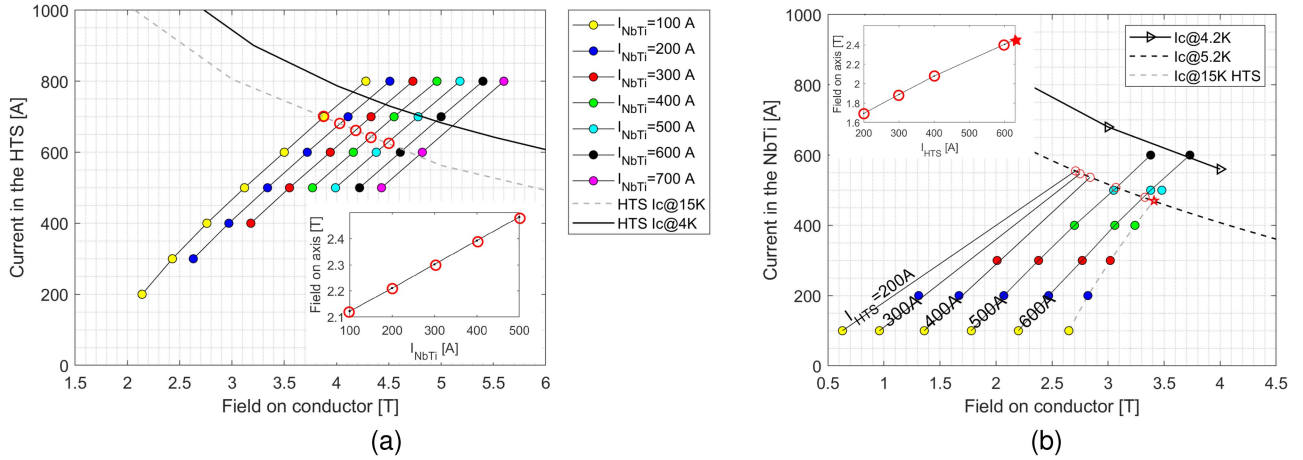 1000
800
600
400
200
0
Current in the HTS [A]
1.5 2 2.5 3 3.5 4 4.5 5 5.5 6
Field on conductor [T]
2.4
2.3
2.2
2.1
Field on axis [T]
100 200 300 400 500
I_NbTi [A]
I_NbTi=100 A
I_NbTi=200 A
I_NbTi=300 A
I_NbTi=400 A
I_NbTi=500 A
I_NbTi=600 A
I_NbTi=700 A
HTS Ic@15K
HTS Ic@4K
(a)
1000
800
600
400
200
0
Current in the NbTi [A]
0.5 1 1.5 2 2.5 3 3.5 4 4.5
Field on conductor [T]
2.4
2.2
2
1.8
1.6
Field on axis [T]
200 300 400 500 600
I_HTS [A]
Ic@4.2K
Ic@5.2K
Ic@15K HTS
I_HTS=200A
300A
400A
500A
600A
(b)